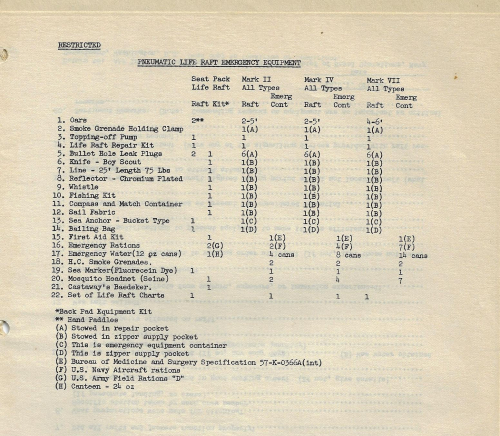 RESTRICTED
PNEUMATIC LIFE RAFT EMERGENCY EQUIPMENT
Seat Pack Mark II Mark IV Mark VII
Life Raft All Types All Types All Types
Emerg Emerg Emerg
Raft Kit* Raft Cont Raft Cont Raft Cont
1. Oars 2** 2-5' 2-5' 4-6'
2. Smoke Grenade Holding Clamp 1(A) 1(A) 1(A)
3. Topping-off Pump 1 1 1 1
4. Life Raft Repair Kit 1 1 1 1
5. Bullet Hole Leak Plugs 2 1 6(A) 6(A) 6(A)
6. Knife - Boy Scout 1 1(B) 1(B) 1(B)
7. Line - 25' Length 75 Lbs 1 1(B) 1(B) 1(B)
8. Reflector - Chromium Plated 1 1(B) 1(B) 1(B)
9. Whistle 1 1(B) 1(B) 1(B)
10. Fishing Kit 1 1(B) 1(B) 1(B)
11. Compass and Match Container 1 1(B) 1(B) 1(B)
12. Sail Fabric 1 1(B) 1(B) 1(B)
13. Sea Anchor - Bucket Type 1 1(C) 1(C) 1(C)
14. Bailing Bag 1 1(D) 1(D) 1(D)
15. First Aid Kit 1 1(E) 1(E) 1(E)
16. Emergency Rations 2(G) 2(F) 4(F) 7(F)
17. Emergency Water(12 oz cans) 1(H) 4 cans 8 cans 14 cans
18. H.C. Smoke Grenades. 2 2 2
19. Sea Marker(Fluorecein Dye) 1 1 1 1
20. Mosquito Headnet (Seine) 1 2 4 7
21. Castaway's Baedeker. 1
22. Set of Life Raft Charts 1 1 1 1
*Back Pad Equipment Kit
** Hand Paddles
(A) Stowed in repair pocket
(B) Stowed in zipper supply pocket
(C) This is emergency equipment container
(D) This is zipper supply pocket
(E) Bureau of Medicine and Surgery Specification 57-K-0366A(int)
(F) U.S. Navy Aircraft rations
(G) U.S. Army Field Rations "D"
(H) Canteen - 24 oz